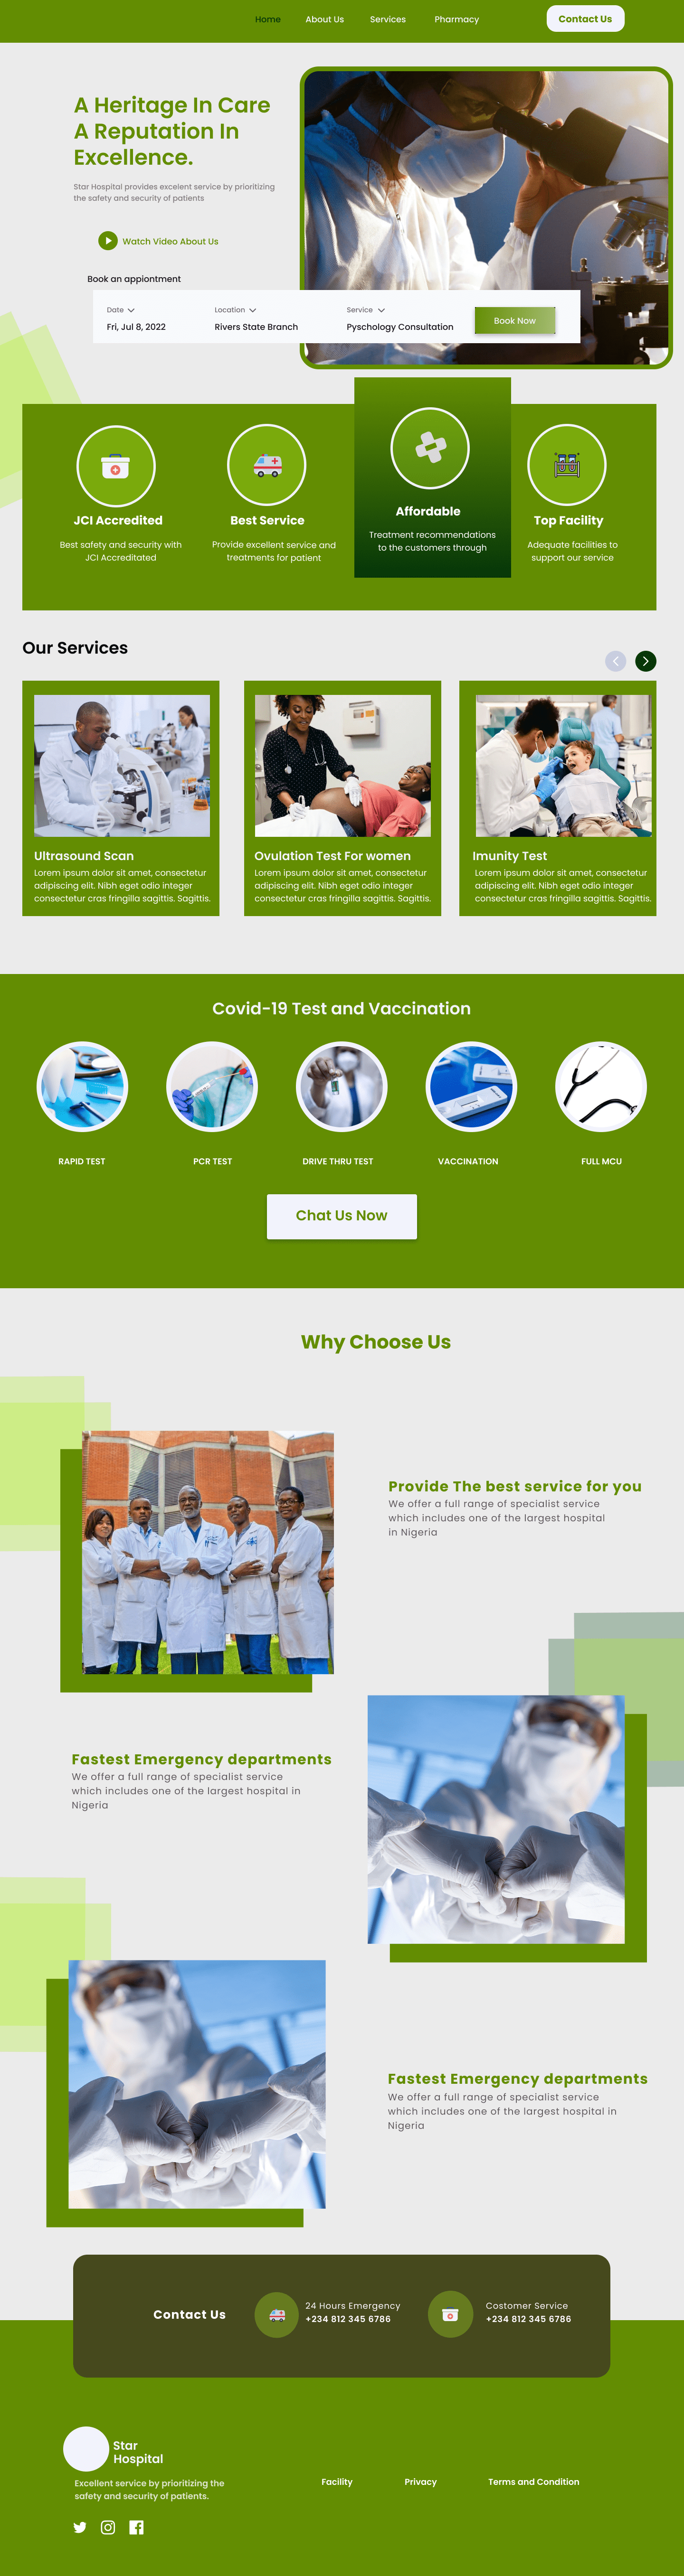 Home
About Us
Services
Pharmacy
Contact Us
A Heritage In Care
A Reputation In
Excellence.
Star Hospital provides excelent service by prioritizing
the safety and security of patients
Watch Video About Us
Book an appiontment
Date
Location
Service
Fri, Jul 8, 2022
Rivers State Branch
Pyschology Consultation
Book Now
JCI Accredited
Best safety and security with
JCI Accreditated
Best Service
Provide excellent service and
treatments for patient
Affordable
Treatment recommendations
to the customers through
Top Facility
Adequate facilities to
support our service
Our Services
Ultrasound Scan
Lorem ipsum dolor sit amet, consectetur
adipiscing elit. Nibh eget odio integer
consectetur cras fringilla sagittis. Sagittis.
Ovulation Test For women
Lorem ipsum dolor sit amet, consectetur
adipiscing elit. Nibh eget odio integer
consectetur cras fringilla sagittis. Sagittis.
Imunity Test
Lorem ipsum dolor sit amet, consectetur
adipiscing elit. Nibh eget odio integer
consectetur cras fringilla sagittis. Sagittis.
Covid-19 Test and Vaccination
RAPID TEST
PCR TEST
DRIVE THRU TEST
VACCINATION
FULL MCU
Chat Us Now
Why Choose Us
Provide The best service for you
We offer a full range of specialist service
which includes one of the largest hospital
in Nigeria
Fastest Emergency departments
We offer a full range of specialist service
which includes one of the largest hospital in
Nigeria
Fastest Emergency departments
We offer a full range of specialist service
which includes one of the largest hospital in
Nigeria
Contact Us
24 Hours Emergency
+234 812 345 6786
Costomer Service
+234 812 345 6786
Star
Hospital
Excellent service by prioritizing the
safety and security of patients.
Facility
Privacy
Terms and Condition